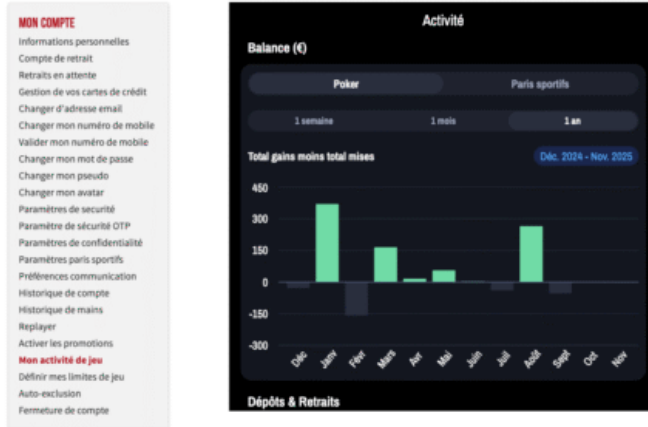 MON COMPTE
Informations personnelles
Compte de retrait
Retraits en attente
Gestion de vos cartes de crédit
Changer d'adresse email
Changer mon numéro de mobile
Valider mon numéro de mobile
Changer mon mot de passe
Changer mon pseudo
Changer mon avatar
Paramètres de securité
Paramètre de sécurité OTP
Paramètres de confidentialité
Paramètres paris sportifs
Préférences communication
Historique de compte
Historique de mains
Replayer
Activer les promotions
Mon activité de jeu
Définir mes limites de jeu
Auto-exclusion
Fermeture de compte
Activité
Balance (€)
Poker Paris sportifs
1 semaine 1 mois 1 an
Total gains moins total mises Déc. 2024 - Nov. 2025
450
300
150
0
-150
-300
Déc Janv Févr Mars Avr Mai Juin Juil Août Sept Oct Nov
Dépôts & Retraits